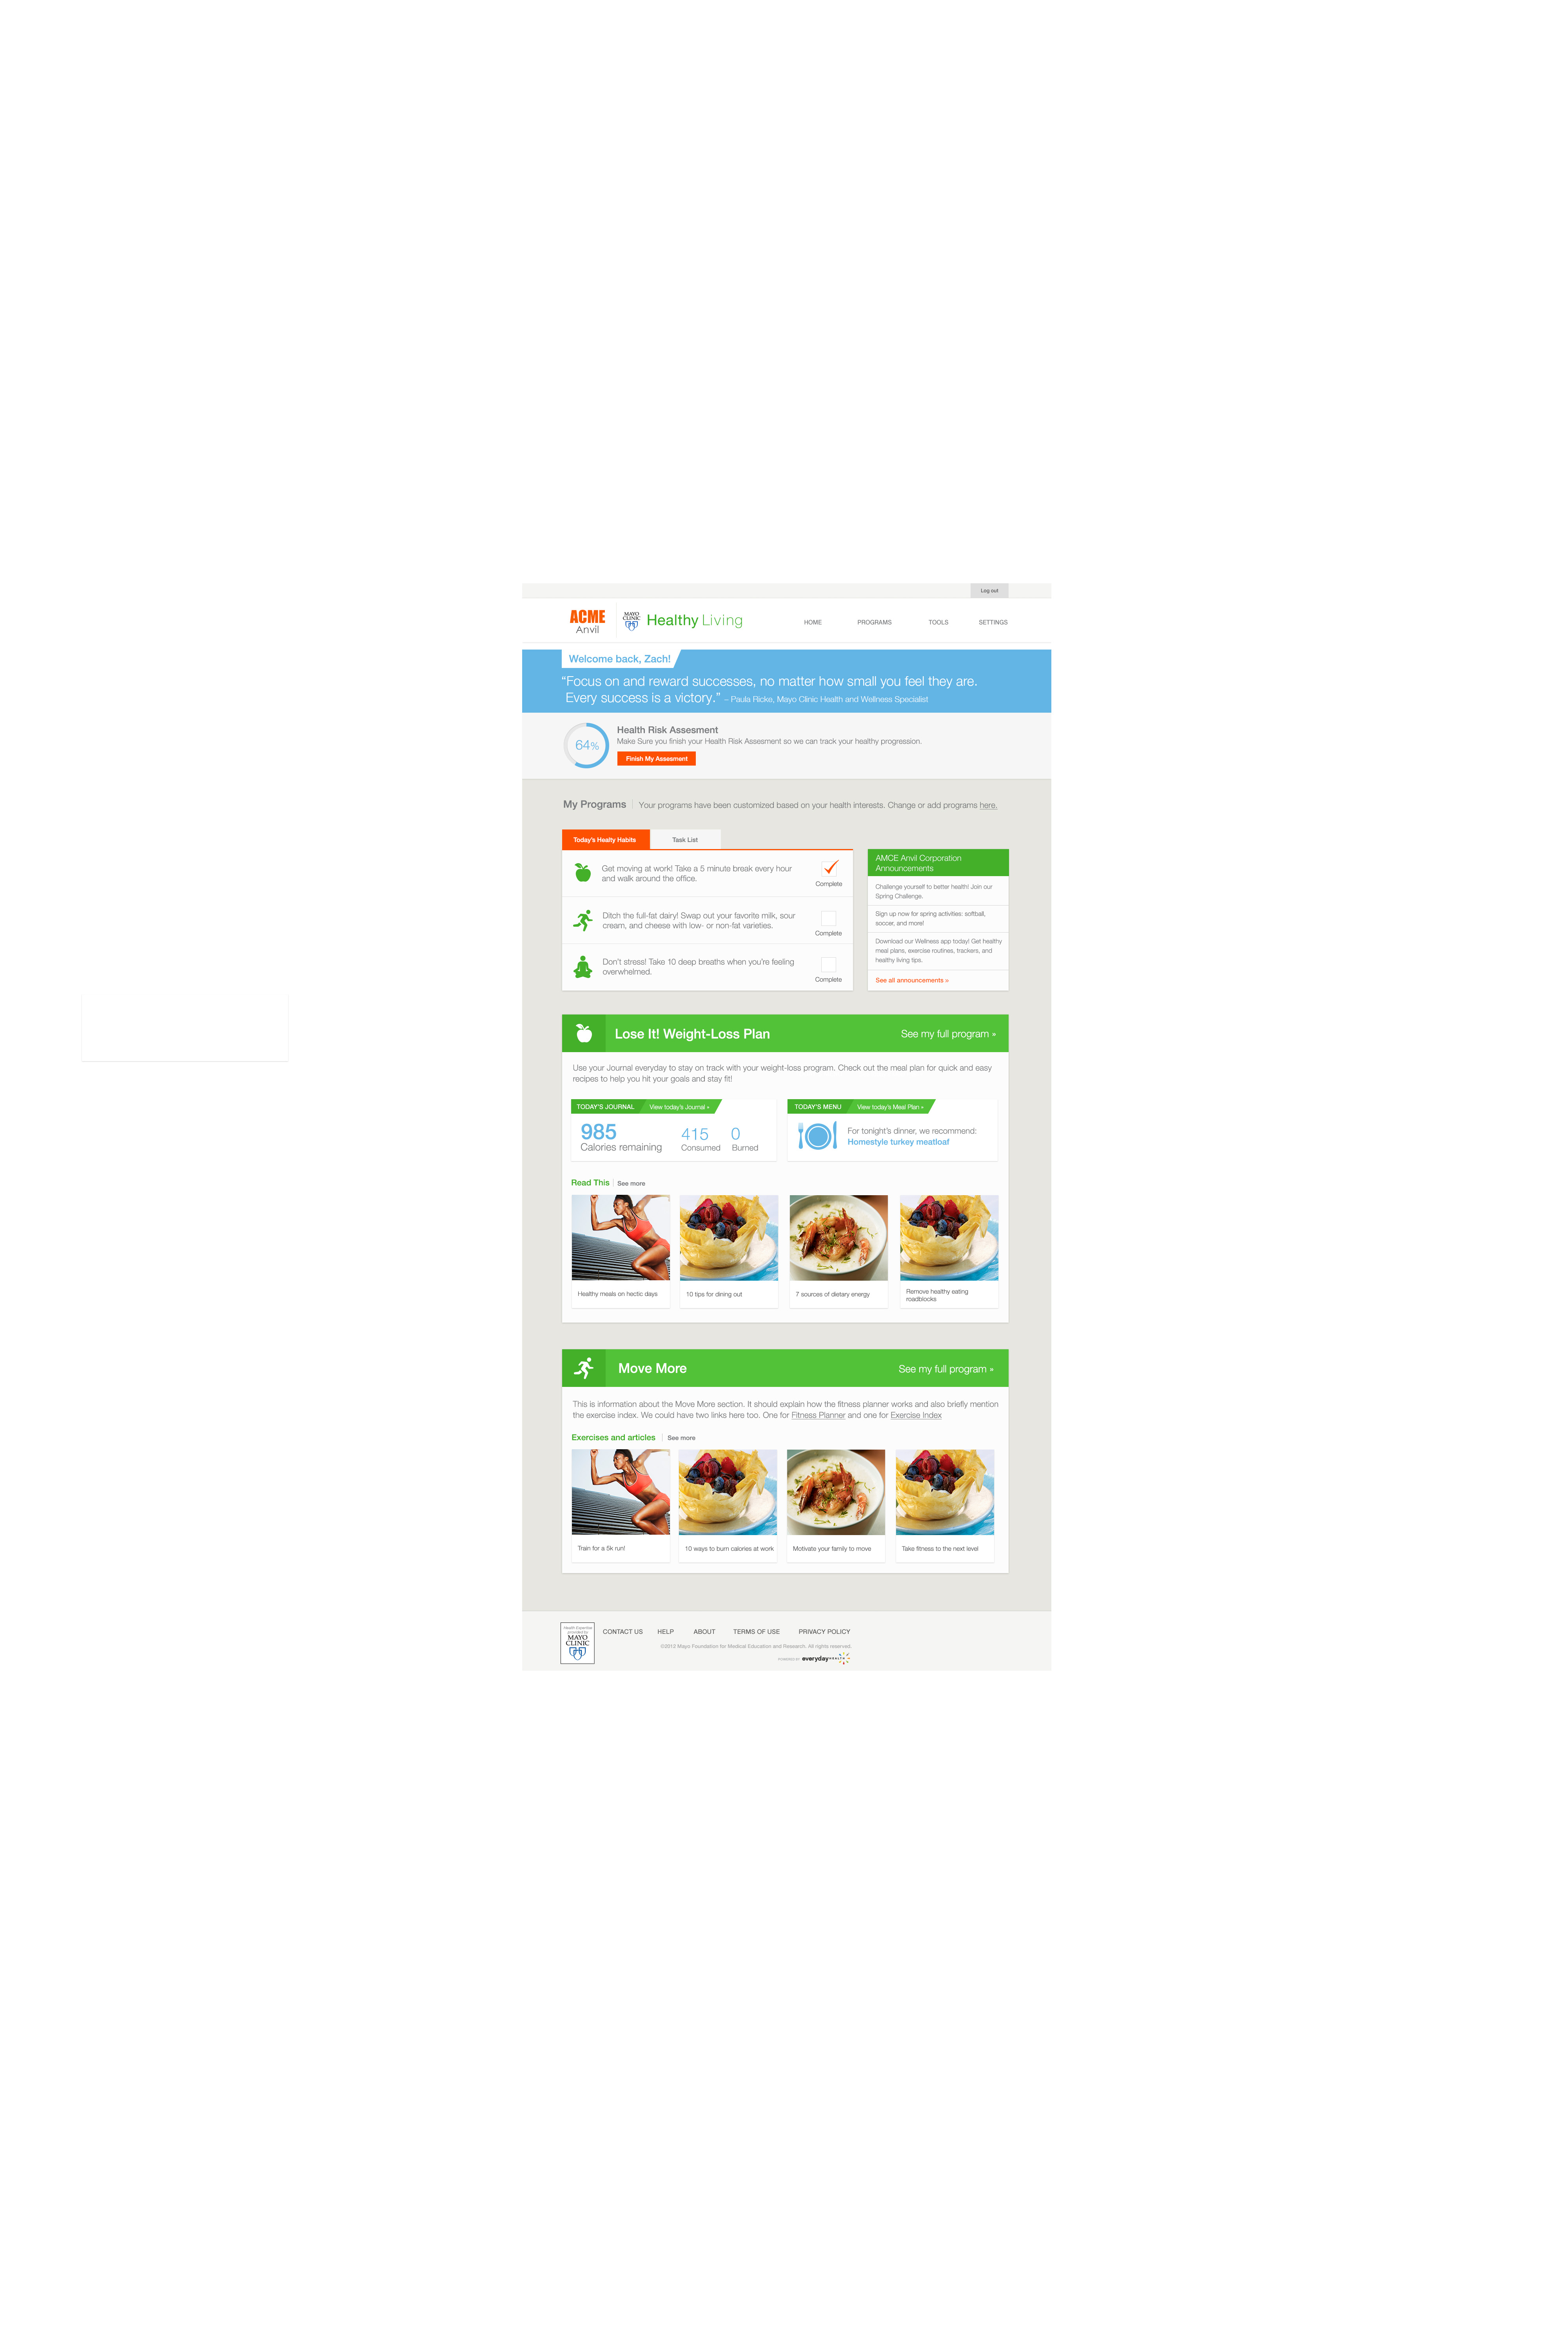 Log out
ACME
Anvil
MAYO
CLINIC
Healthy Living
HOME PROGRAMS TOOLS SETTINGS
Welcome back, Zach!
“Focus on and reward successes, no matter how small you feel they are.
Every success is a victory.” – Paula Ricke, Mayo Clinic Health and Wellness Specialist
64%
Health Risk Assesment
Make Sure you finish your Health Risk Assesment so we can track your healthy progression.
Finish My Assesment
My Programs
Your programs have been customized based on your health interests. Change or add programs here.
Today's Healty Habits
Task List
Get moving at work! Take a 5 minute break every hour
and walk around the office.
Complete
Ditch the full-fat dairy! Swap out your favorite milk, sour
cream, and cheese with low- or non-fat varieties.
Complete
Don't stress! Take 10 deep breaths when you're feeling
overwhelmed.
Complete
AMCE Anvil Corporation
Announcements
Challenge yourself to better health! Join our
Spring Challenge.
Sign up now for spring activities: softball,
soccer, and more!
Download our Wellness app today! Get healthy
meal plans, exercise routines, trackers, and
healthy living tips.
See all announcements »
Lose It! Weight-Loss Plan
See my full program »
Use your Journal everyday to stay on track with your weight-loss program. Check out the meal plan for quick and easy
recipes to help you hit your goals and stay fit!
TODAY'S JOURNAL
View today's Journal »
985
Calories remaining
415
Consumed
0
Burned
TODAY'S MENU
View today's Meal Plan »
For tonight's dinner, we recommend:
Homestyle turkey meatloaf
Read This
See more
Healthy meals on hectic days
10 tips for dining out
7 sources of dietary energy
Remove healthy eating
roadblocks
Move More
See my full program »
This is information about the Move More section. It should explain how the fitness planner works and also briefly mention
the exercise index. We could have two links here too. One for Fitness Planner and one for Exercise Index
Exercises and articles
See more
Train for a 5k run!
10 ways to burn calories at work
Motivate your family to move
Take fitness to the next level
Health Expertise
provided by
MAYO
CLINIC
CONTACT US HELP ABOUT TERMS OF USE PRIVACY POLICY
©2012 Mayo Foundation for Medical Education and Research. All rights reserved.
POWERED BY everyday HEALTH